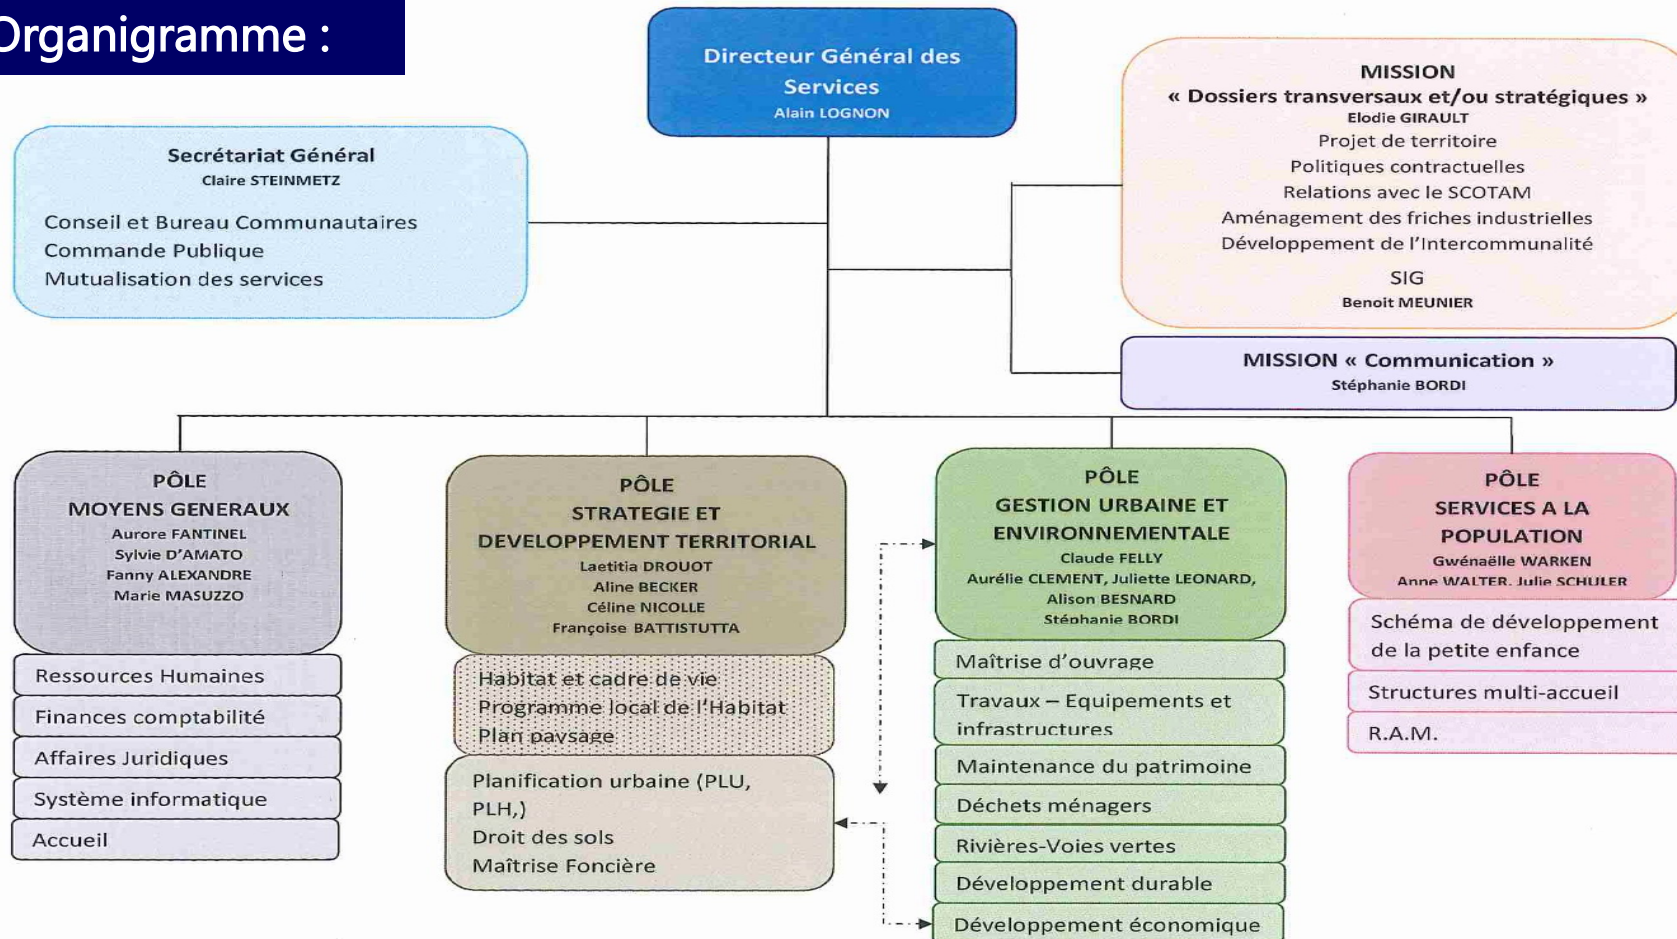 Organigramme :
Directeur Général des
Services
Alain LOGNON
MISSION
« Dossiers transversaux et/ou stratégiques »
Elodie GIRAULT
Projet de territoire
Politiques contractuelles
Relations avec le SCOTAM
Aménagement des friches industrielles
Développement de l'Intercommunalité
SIG
Benoit MEUNIER
Secrétariat Général
Claire STEINMETZ
Conseil et Bureau Communautaires
Commande Publique
Mutualisation des services
MISSION « Communication »
Stéphanie BORDI
PÔLE
MOYENS GENERAUX
Aurore FANTINEL
Sylvie D'AMATO
Fanny ALEXANDRE
Marie MASUZZO
Ressources Humaines
Finances comptabilité
Affaires Juridiques
Système informatique
Accueil
PÔLE
STRATEGIE ET
DEVELOPPEMENT TERRITORIAL
Laetitia DROUOT
Aline BECKER
Céline NICOLLE
Françoise BATTISTUTTA
Habitat et cadre de vie
Programme local de l'Habitat
Plan paysage
Planification urbaine (PLU,
PLH,)
Droit des sols
Maîtrise Foncière
PÔLE
GESTION URBAINE ET
ENVIRONNEMENTALE
Claude FELLY
Aurélie CLEMENT, Juliette LEONARD,
Alison BESNARD
Stéphanie BORDI
Maîtrise d'ouvrage
Travaux – Equipements et
infrastructures
Maintenance du patrimoine
Déchets ménagers
Rivières-Voies vertes
Développement durable
Développement économique
PÔLE
SERVICES A LA
POPULATION
Gwénaëlle WARKEN
Anne WALTER, Julie SCHULER
Schéma de développement
de la petite enfance
Structures multi-accueil
R.A.M.